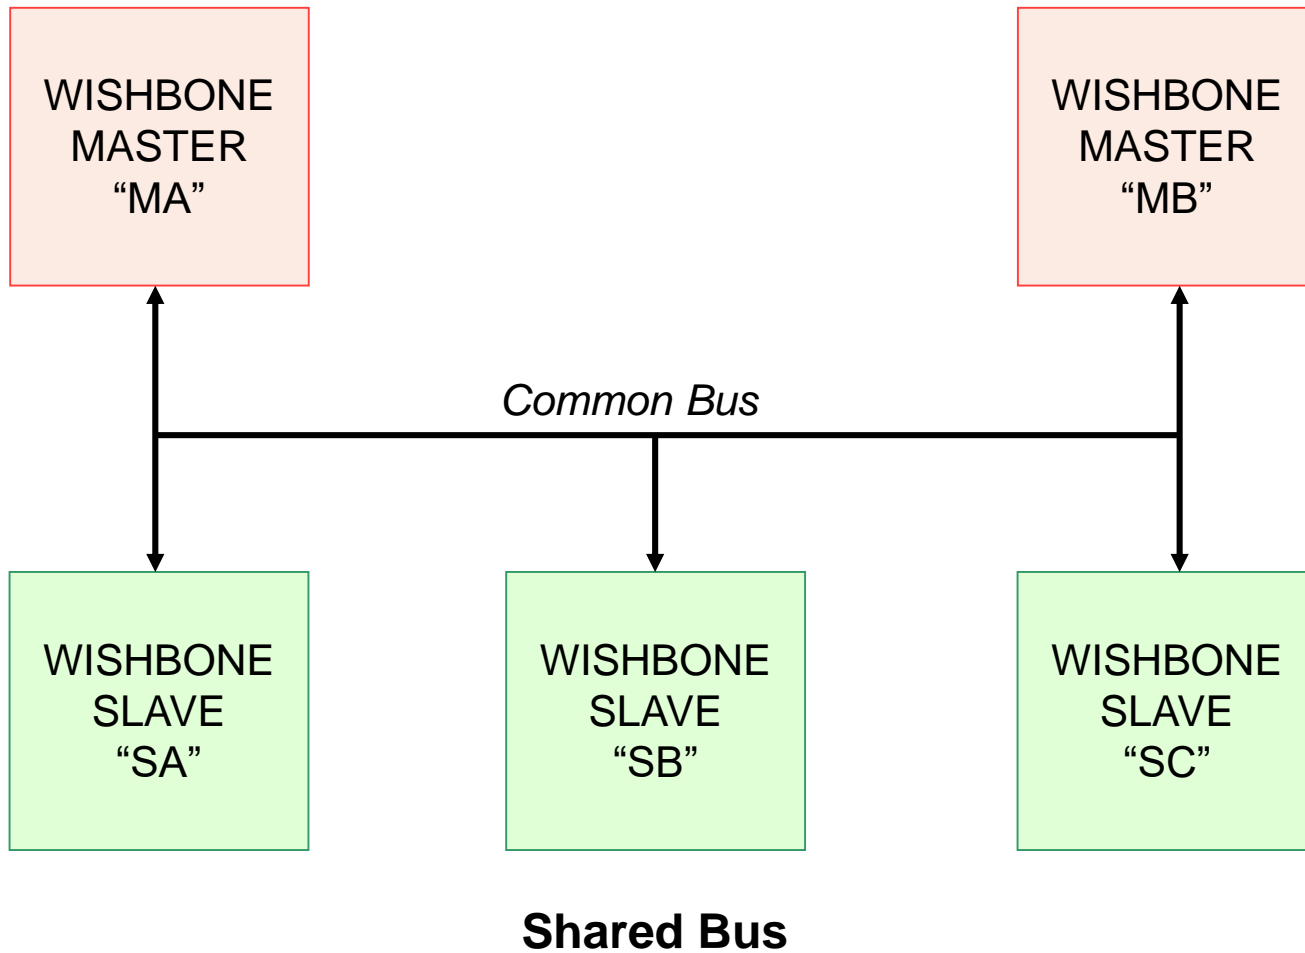 WISHBONE
MASTER
“MA”
WISHBONE
MASTER
“MB”
Common Bus
WISHBONE
SLAVE
“SA”
WISHBONE
SLAVE
“SB”
WISHBONE
SLAVE
“SC”
Shared Bus